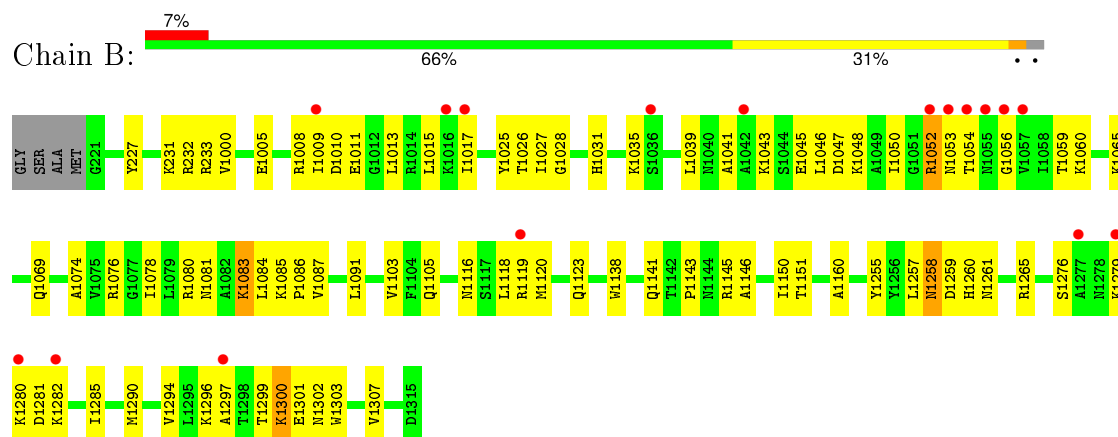 7%
Chain B:
66% 31% • •
GLY SER ALA MET G221 Y227 K231 R232 R233 V1000 E1005 R1008 I1009 D1010 E1011 G1012 L1013 R1014 L1015 K1016 I1017 Y1025 T1026 I1027 G1028 H1031 K1035 S1036 L1039 N1040 A1041 A1042 K1043 S1044 E1045 L1046 D1047 K1048 A1049 I1050 G1051 R1052 N1053 T1054 N1055 G1056 V1057 I1058 T1059 K1060 K1065
Q1069 A1074 V1075 R1076 G1077 I1078 L1079 R1080 N1081 A1082 K1083 L1084 K1085 P1086 V1087 L1091 V1103 F1104 Q1105 N1116 S1117 L1118 R1119 M1120 Q1123 W1138 Q1141 T1142 P1143 N1144 R1145 A1146 I1150 T1151 A1160 Y1255 Y1256 L1257 N1258 D1259 H1260 N1261 R1265 S1276 A1277 N1278 K1279
K1280 D1281 K1282 I1285 M1290 V1294 L1295 K1296 A1297 T1298 T1299 K1300 E1301 N1302 W1303 V1307 D1315